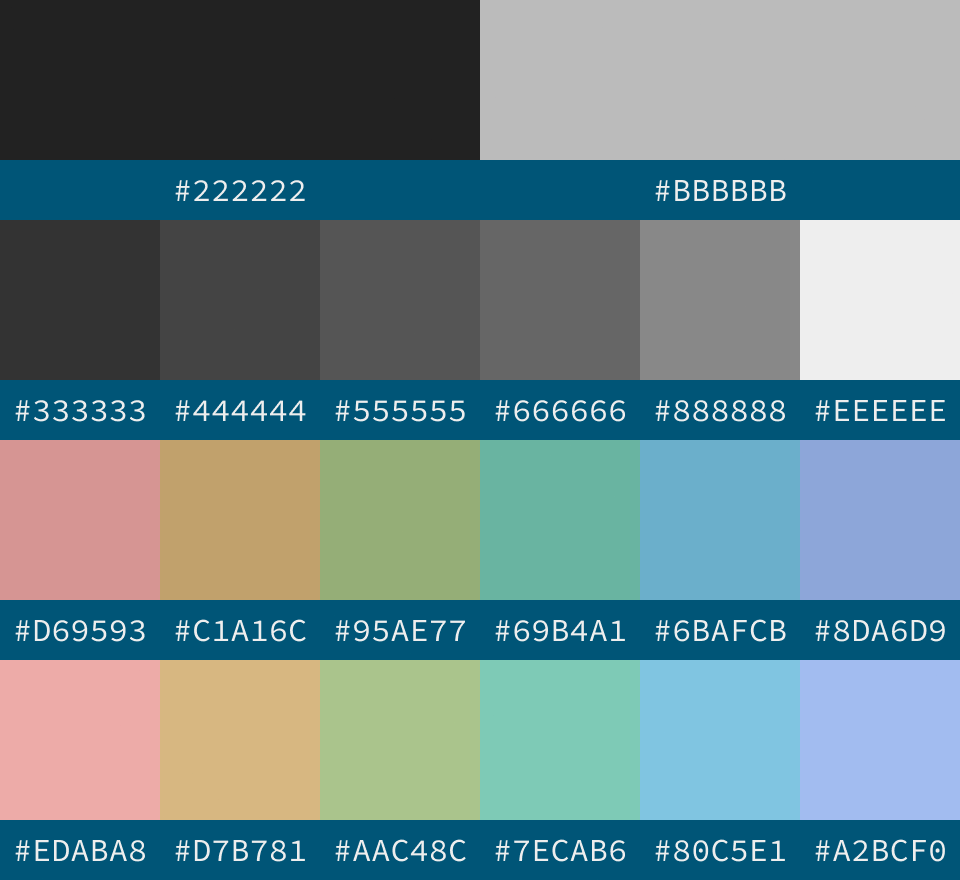 #222222 #BBBBBB
#333333 #444444 #555555 #666666 #888888 #EEEEEE
#D69593 #C1A16C #95AE77 #69B4A1 #6BAFCB #8DA6D9
#EDABA8 #D7B781 #AAC48C #7ECAB6 #80C5E1 #A2BCF0